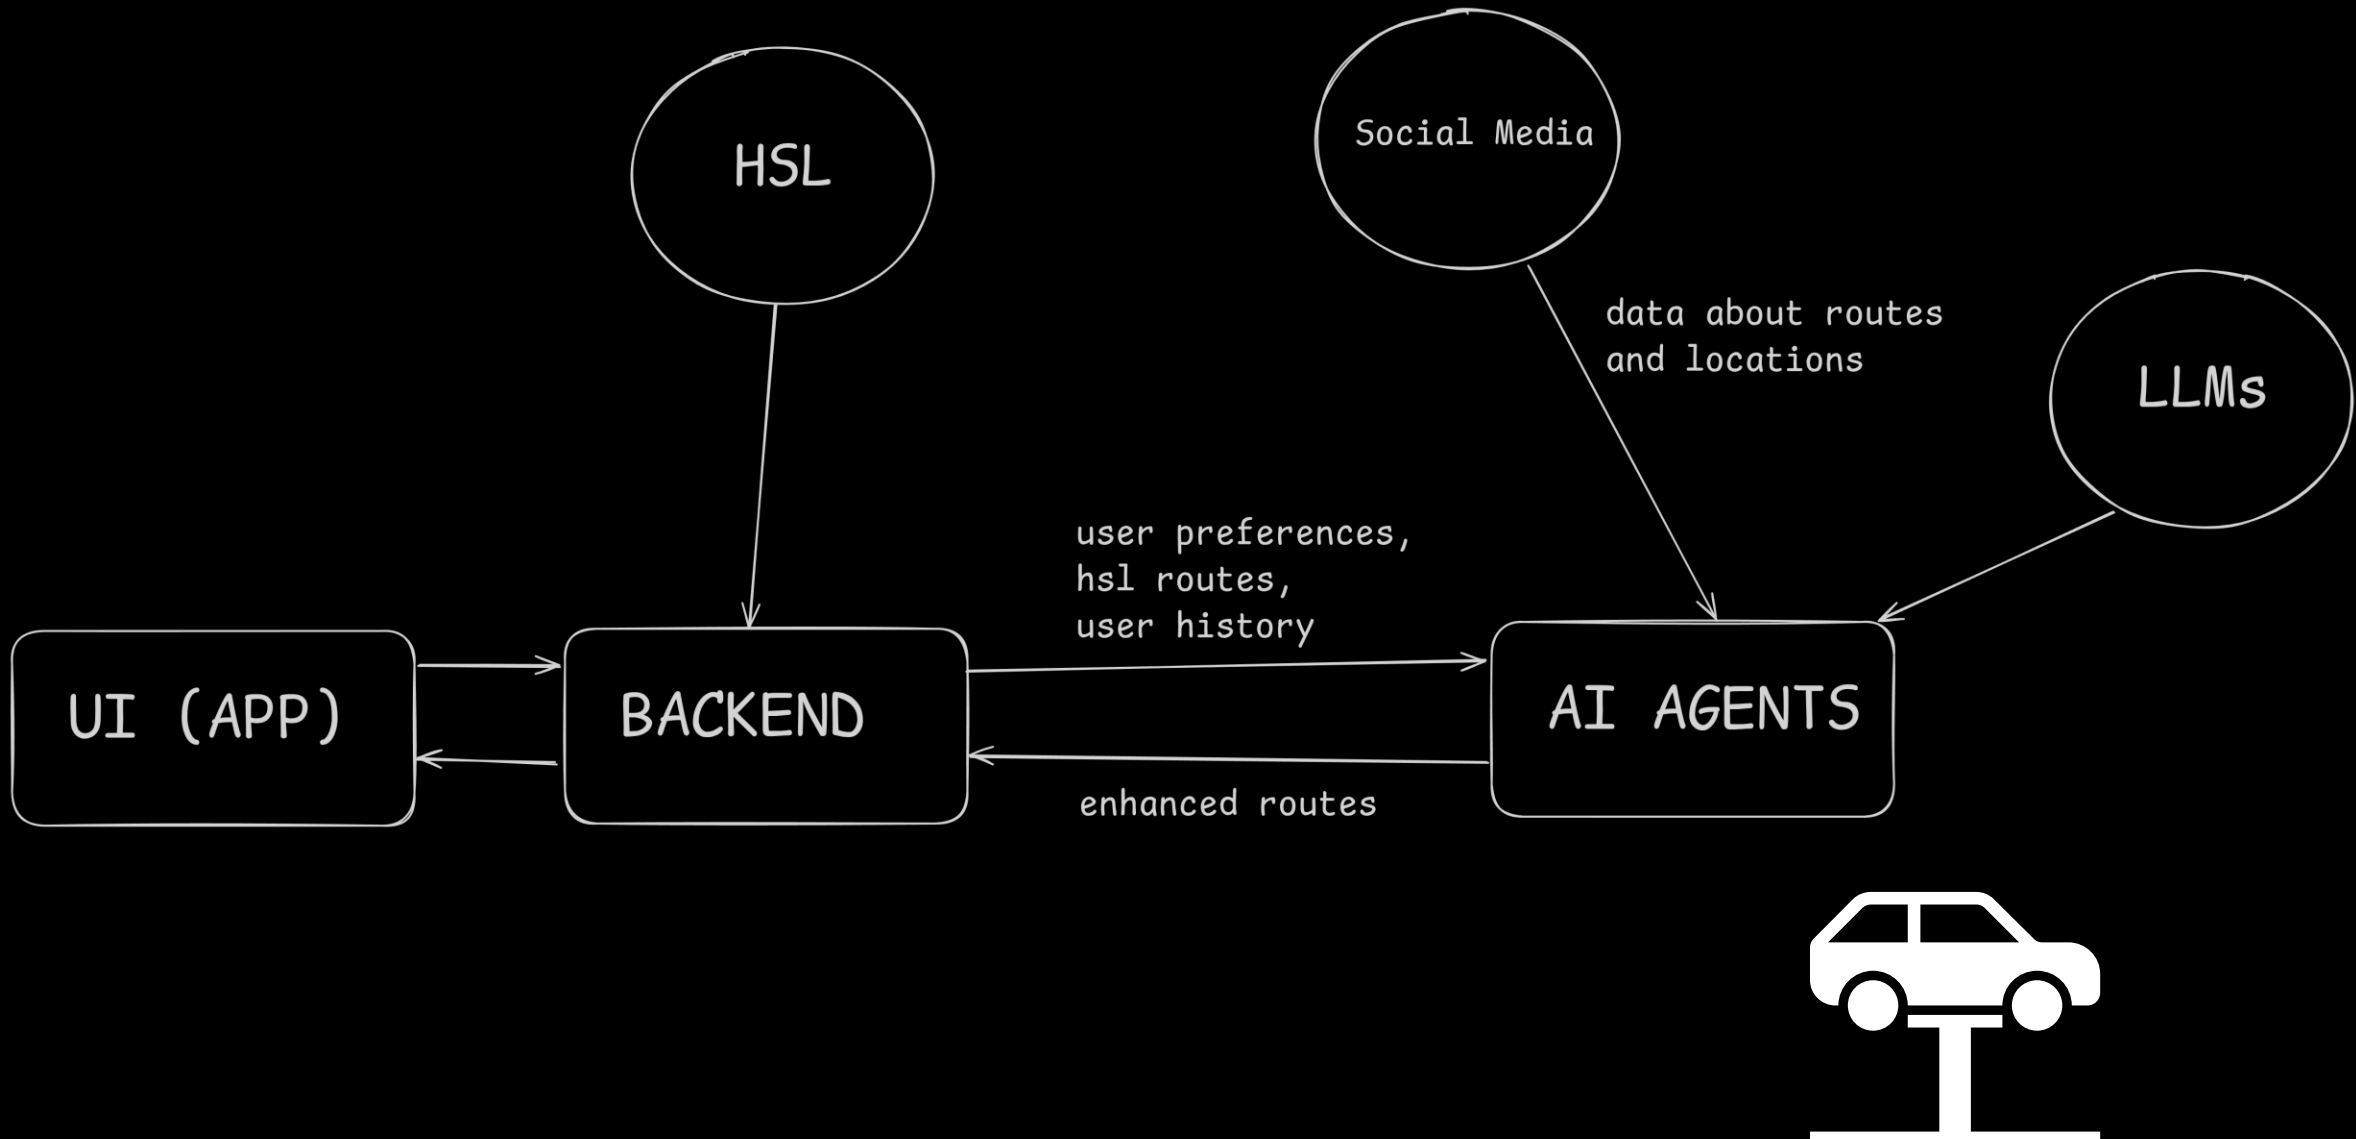 HSL
Social Media
data about routes
and locations
LLMs
user preferences,
hsl routes,
user history
UI (APP)
BACKEND
AI AGENTS
enhanced routes